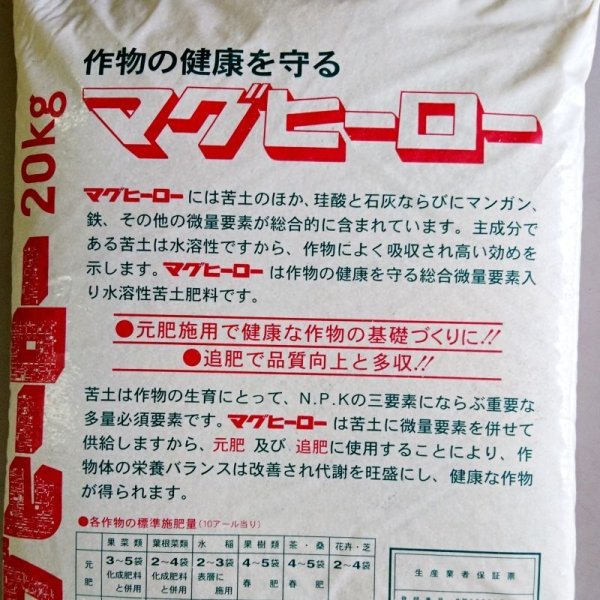 作物の健康を守る
マグヒーロー
20kg
マグヒーローには苦土のほか、珪酸と石灰ならびにマンガン、
鉄、その他の微量要素が総合的に含まれています。主成分で
ある苦土は水溶性ですから、作物によく吸収され高い効めを
示します。マグヒーローは作物の健康を守る総合微量要素入
り水溶性苦土肥料です。
●元肥施用で健康な作物の基礎づくりに!!
●追肥で品質向上と多収!!
苦土は作物の生育にとって、N.P.Kの三要素にならぶ重要な
多量必須要素です。マグヒーローは苦土に微量要素を併せて
供給しますから、元肥 及び 追肥に使用することにより、作
物体の栄養バランスは改善され代謝を旺盛にし、健康な作物
が得られます。
●各作物の標準施肥量(10アール当り)
果菜類 葉根菜類 水稲 果樹類 茶・桑 花卉・芝
元肥 3〜5袋 2〜4袋 2〜3袋 4〜5袋 4〜5袋 2〜4袋
化成肥料 化成肥料 表層に 春肥 春肥
と併用 と併用 施用
生産業者保証票